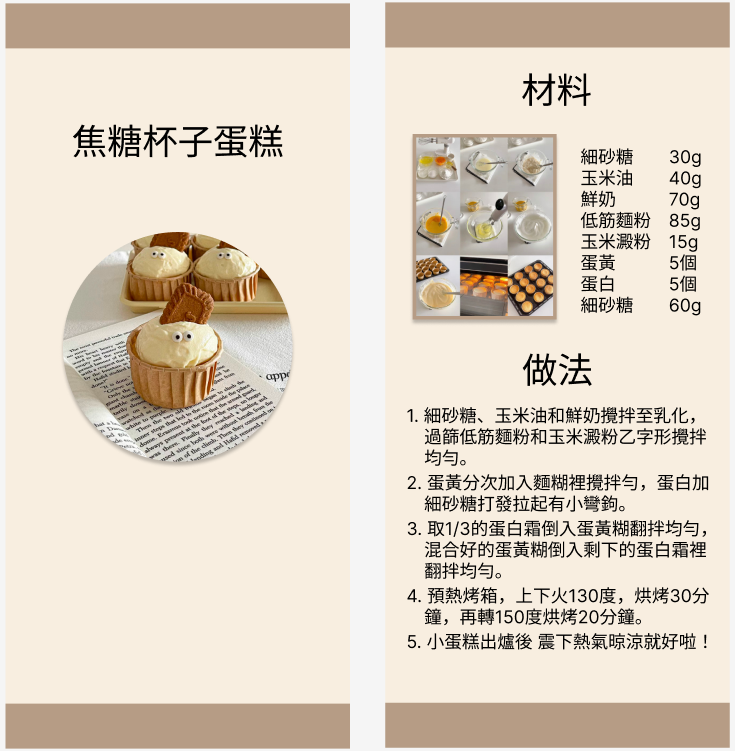 焦糖杯子蛋糕
材料
細砂糖 30g
玉米油 40g
鮮奶 70g
低筋麵粉 85g
玉米澱粉 15g
蛋黃 5個
蛋白 5個
細砂糖 60g
做法
1. 細砂糖、玉米油和鮮奶攪拌至乳化，
過篩低筋麵粉和玉米澱粉乙字形攪拌
均勻。
2. 蛋黃分次加入麵糊裡攪拌勻，蛋白加
細砂糖打發拉起有小彎鉤。
3. 取1/3的蛋白霜倒入蛋黃糊翻拌均勻，
混合好的蛋黃糊倒入剩下的蛋白霜裡
翻拌均勻。
4. 預熱烤箱，上下火130度，烘烤30分
鐘，再轉150度烘烤20分鐘。
5. 小蛋糕出爐後 震下熱氣晾涼就好啦！